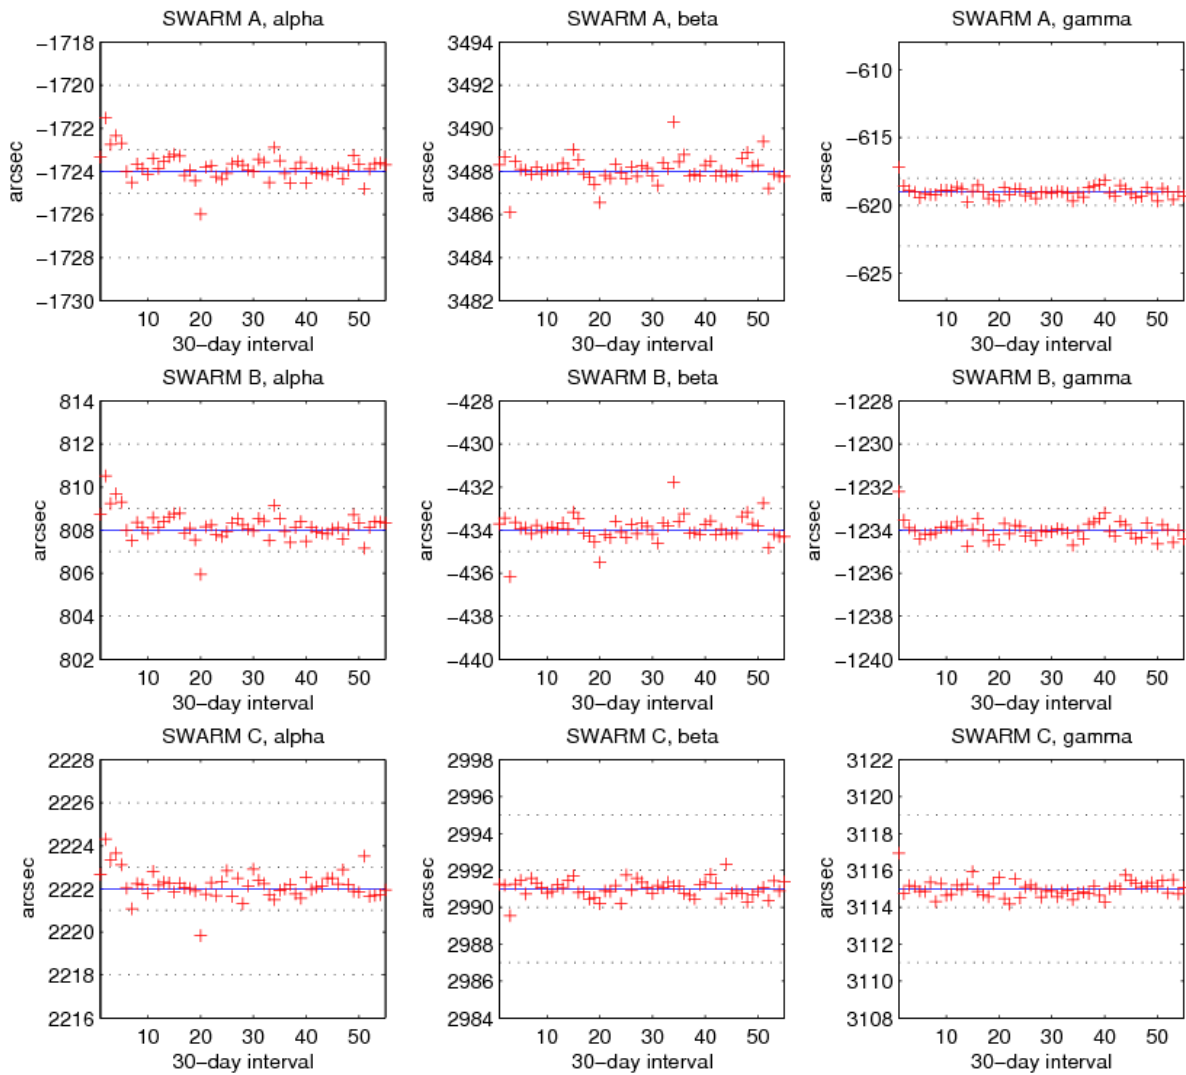 SWARM A, alpha
SWARM A, beta
SWARM A, gamma
−1718
−1720
−1722
−1724
−1726
−1728
−1730
arcsec
10 20 30 40 50
30−day interval
3494
3492
3490
3488
3486
3484
3482
arcsec
10 20 30 40 50
30−day interval
−610
−615
−620
−625
arcsec
10 20 30 40 50
30−day interval
SWARM B, alpha
SWARM B, beta
SWARM B, gamma
814
812
810
808
806
804
802
arcsec
10 20 30 40 50
30−day interval
−428
−430
−432
−434
−436
−438
−440
arcsec
10 20 30 40 50
30−day interval
−1228
−1230
−1232
−1234
−1236
−1238
−1240
arcsec
10 20 30 40 50
30−day interval
SWARM C, alpha
SWARM C, beta
SWARM C, gamma
2228
2226
2224
2222
2220
2218
2216
arcsec
10 20 30 40 50
30−day interval
2998
2996
2994
2992
2990
2988
2986
2984
arcsec
10 20 30 40 50
30−day interval
3122
3120
3118
3116
3114
3112
3110
3108
arcsec
10 20 30 40 50
30−day interval